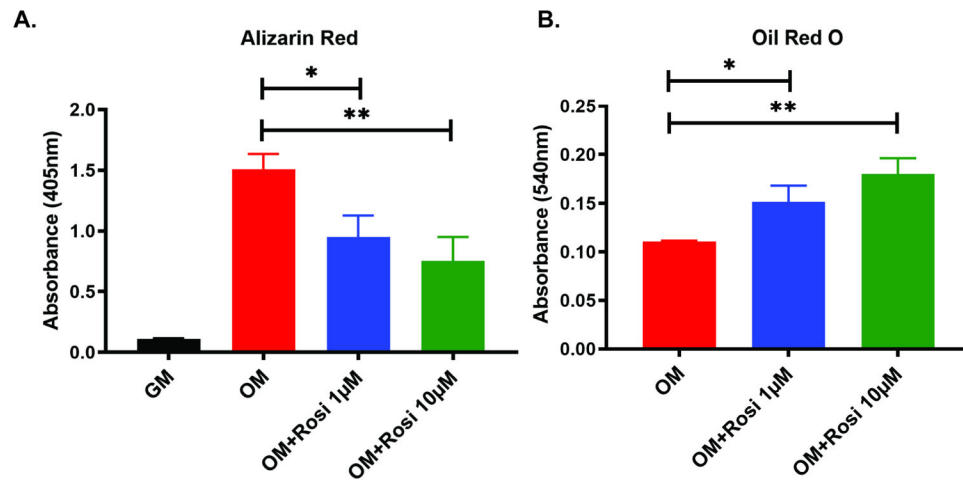 A.
Alizarin Red
*
**
2.0
1.5
1.0
0.5
0.0
Absorbance (405nm)
GM
OM
OM+Rosi 1µM
OM+Rosi 10µM
B.
Oil Red O
*
**
0.25
0.20
0.15
0.10
0.05
0.00
Absorbance (540nm)
OM
OM+Rosi 1µM
OM+Rosi 10µM